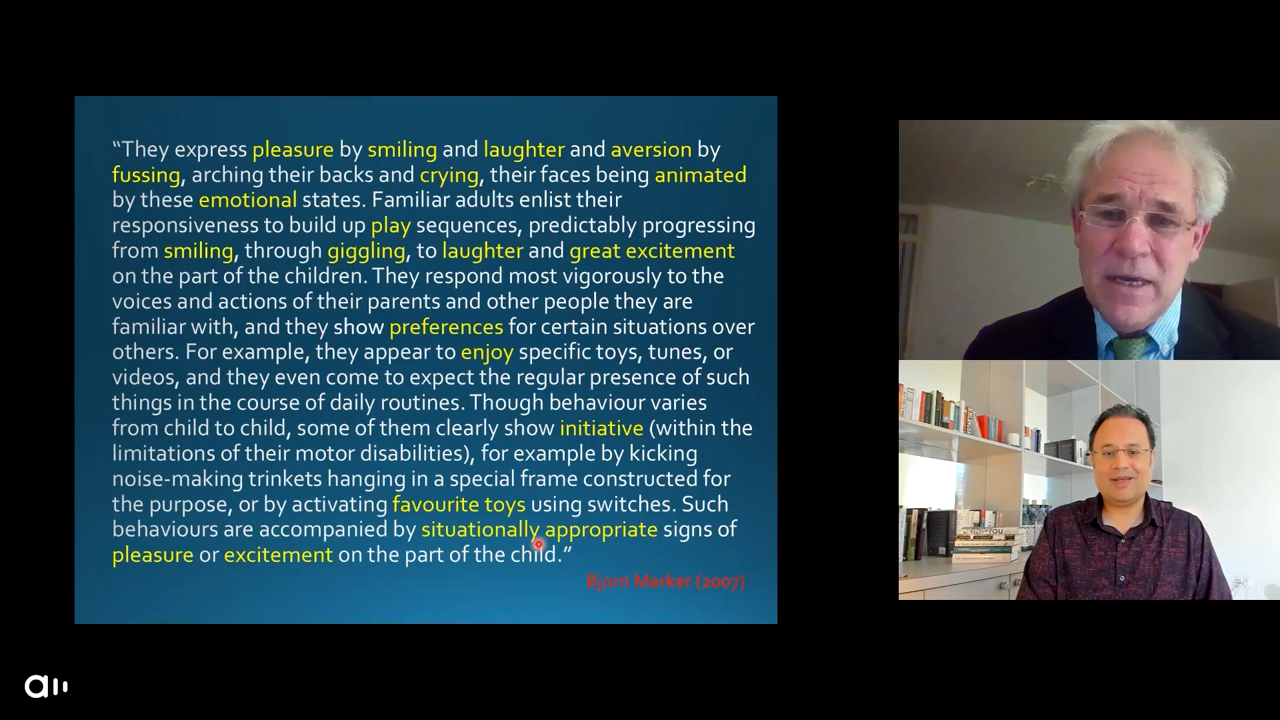 “They express pleasure by smiling and laughter and aversion by
fussing, arching their backs and crying, their faces being animated
by these emotional states. Familiar adults enlist their
responsiveness to build up play sequences, predictably progressing
from smiling, through giggling, to laughter and great excitement
on the part of the children. They respond most vigorously to the
voices and actions of their parents and other people they are
familiar with, and they show preferences for certain situations over
others. For example, they appear to enjoy specific toys, tunes, or
videos, and they even come to expect the regular presence of such
things in the course of daily routines. Though behaviour varies
from child to child, some of them clearly show initiative (within the
limitations of their motor disabilities), for example by kicking
noise-making trinkets hanging in a special frame constructed for
the purpose, or by activating favourite toys using switches. Such
behaviours are accompanied by situationally appropriate signs of
pleasure or excitement on the part of the child.”
Bjorn Merker (2007)